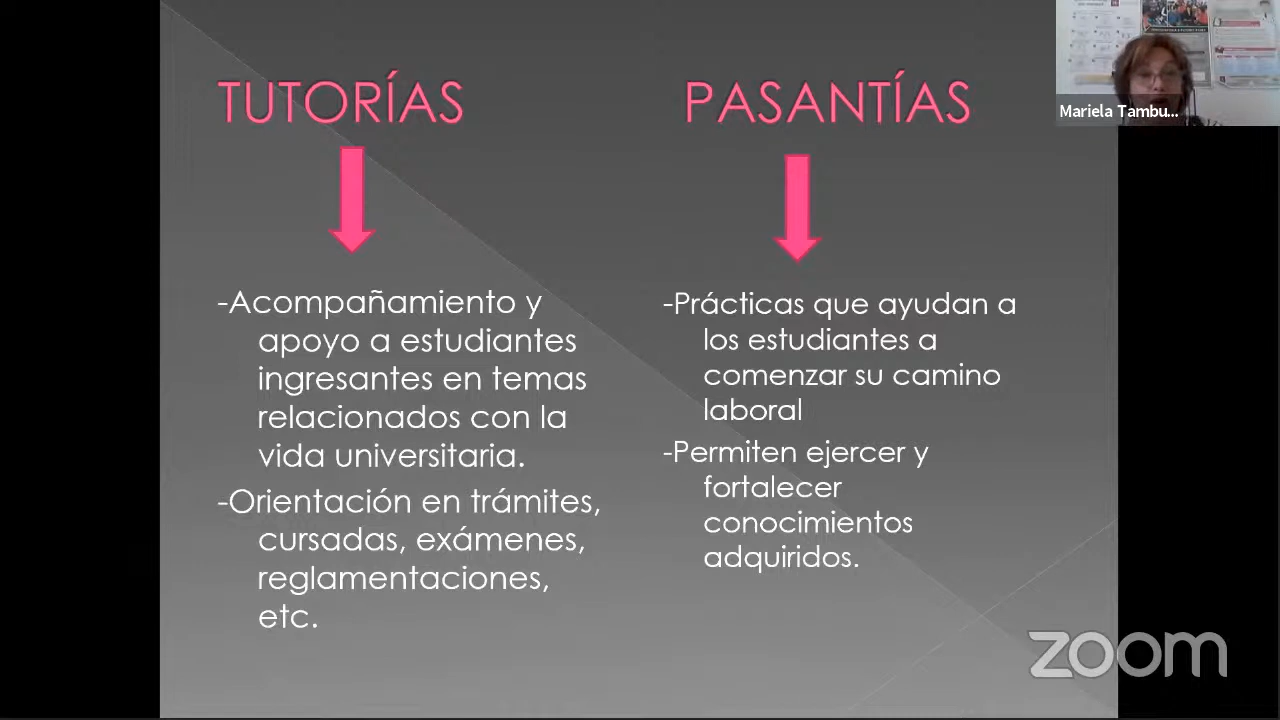 TUTORÍAS
-Acompañamiento y
apoyo a estudiantes
ingresantes en temas
relacionados con la
vida universitaria.
-Orientación en trámites,
cursadas, exámenes,
reglamentaciones,
etc.
PASANTÍAS
-Prácticas que ayudan a
los estudiantes a
comenzar su camino
laboral
-Permiten ejercer y
fortalecer
conocimientos
adquiridos.
Mariela Tambu...
zoom